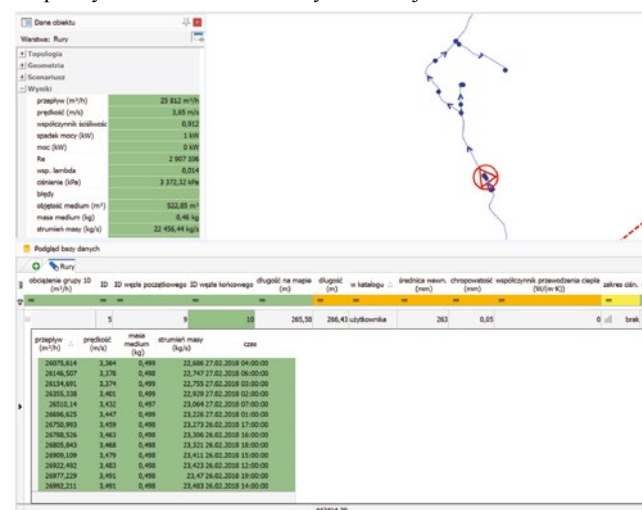 Dane obiektu
Warstwa: Rury
Topologia
Geometria
Scenariusz
Wyniki
przepływ (m³/h) 25 812 m³/h
prędkość (m/s) 3,65 m/s
współczynnik ściśliwośc 0,912
spadek mocy (kW) 1 kW
moc (kW) 0 kW
Re 2 907 106
wsp. lambda 0,014
ciśnienie (kPa) 3 372,32 kPa
błędy
objętość medium (m³) 522,85 m³
masa medium (kg) 0,46 kg
strumień masy (kg/s) 22 456,44 kg/s
Podgląd bazy danych
Rury
obciążenie grupy 10 (m³/h) ID ID węzła początkowego ID węzła końcowego długość na mapie (m) długość (m) w katalogu średnica wewn. (mm) chropowatość (mm) współczynnik przewodzenia ciepła (W/(m·K)) zakres ciśn.
5 9 10 265,58 266,43 użytkownika 263 0,05 0 brak
przepływ (m³/h) prędkość (m/s) masa medium (kg) strumień masy (kg/s) czas
26075,614 3,364 0,499 22,686 27.02.2018 04:00:00
26146,507 3,378 0,498 22,747 27.02.2018 06:00:00
26154,691 3,374 0,499 22,755 27.02.2018 03:00:00
26355,338 3,401 0,499 22,929 27.02.2018 02:00:00
26510,14 3,432 0,497 23,064 27.02.2018 07:00:00
26696,625 3,447 0,499 23,226 27.02.2018 01:00:00
26750,993 3,459 0,498 23,273 26.02.2018 17:00:00
26788,526 3,463 0,498 23,306 26.02.2018 16:00:00
26805,843 3,468 0,498 23,321 26.02.2018 18:00:00
26909,109 3,479 0,498 23,411 26.02.2018 15:00:00
26922,492 3,483 0,498 23,423 26.02.2018 12:00:00
26977,229 3,491 0,498 23,47 26.02.2018 19:00:00
26992,211 3,491 0,498 23,483 26.02.2018 14:00:00